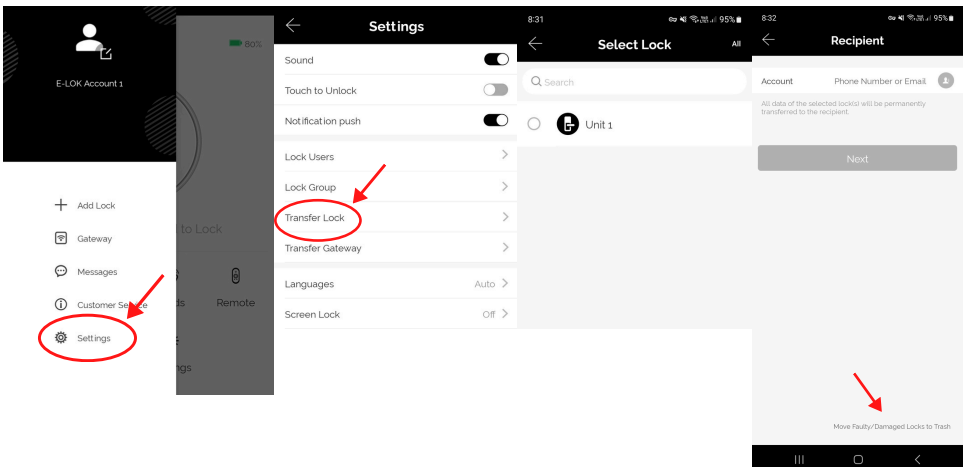 E-LOK Account 1
Add Lock
Gateway
Messages
Customer Service
Settings
80%
to Lock
ds
Remote
ngs
Settings
Sound
Touch to Unlock
Notification push
Lock Users
Lock Group
Transfer Lock
Transfer Gateway
Languages Auto
Screen Lock Off
8:31 95%
Select Lock All
Search
Unit 1
8:32 95%
Recipient
Account Phone Number or Email
All data of the selected lock(s) will be permanently
transferred to the recipient.
Next
Move Faulty/Damaged Locks to Trash